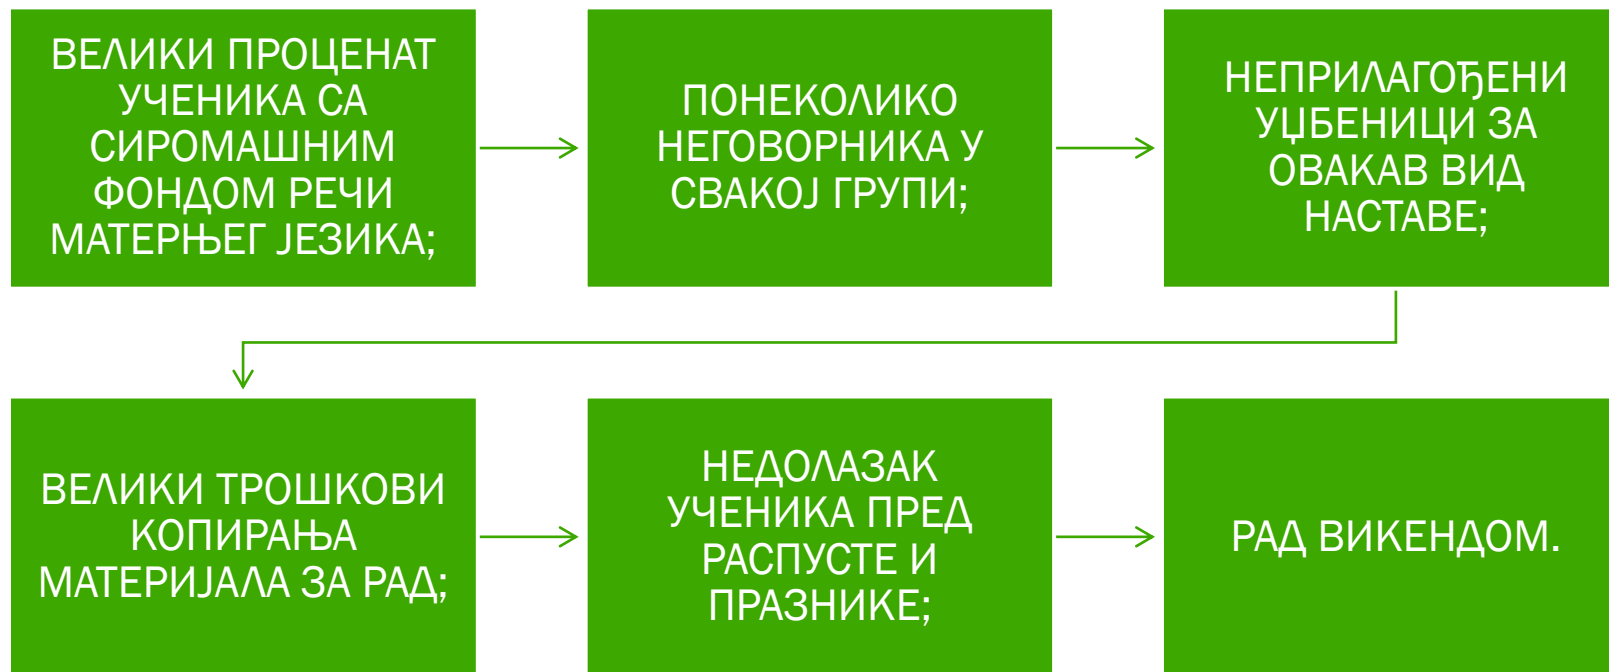 ВЕЛИКИ ПРОЦЕНАТ
УЧЕНИКА СА
СИРОМАШНИМ
ФОНДОМ РЕЧИ
МАТЕРЊЕГ ЈЕЗИКА;
ПОНЕКОЛИКО
НЕГОВОРНИКА У
СВАКОЈ ГРУПИ;
НЕПРИЛАГОЂЕНИ
УЏБЕНИЦИ ЗА
ОВАКАВ ВИД
НАСТАВЕ;
ВЕЛИКИ ТРОШКОВИ
КОПИРАЊА
МАТЕРИЈАЛА ЗА РАД;
НЕДОЛАЗАК
УЧЕНИКА ПРЕД
РАСПУСТЕ И
ПРАЗНИКЕ;
РАД ВИКЕНДОМ.